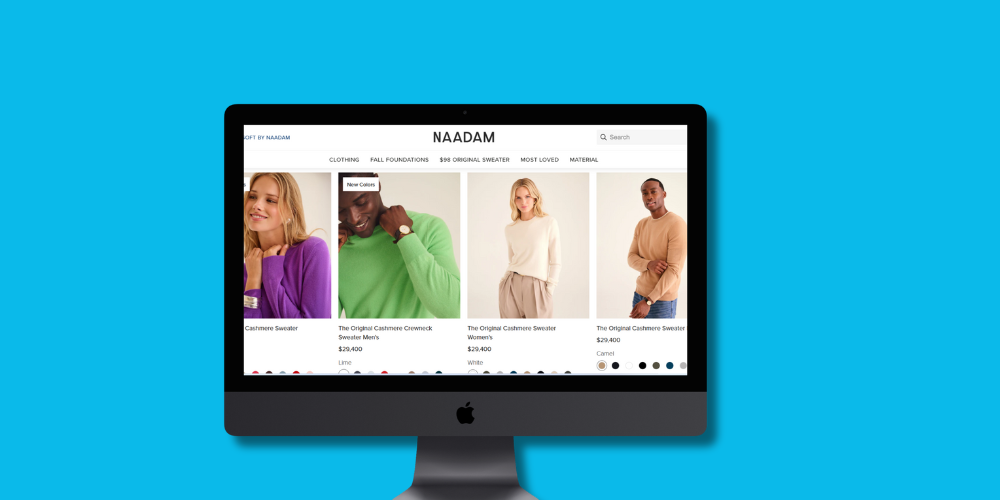 SOFT BY NAADAM
NAADAM
Search
CLOTHING FALL FOUNDATIONS $98 ORIGINAL SWEATER MOST LOVED MATERIAL
New Colors
Cashmere Sweater
The Original Cashmere Crewneck
Sweater Men's
$29,400
Lime
The Original Cashmere Sweater
Women's
$29,400
White
The Original Cashmere Sweater
$29,400
Camel